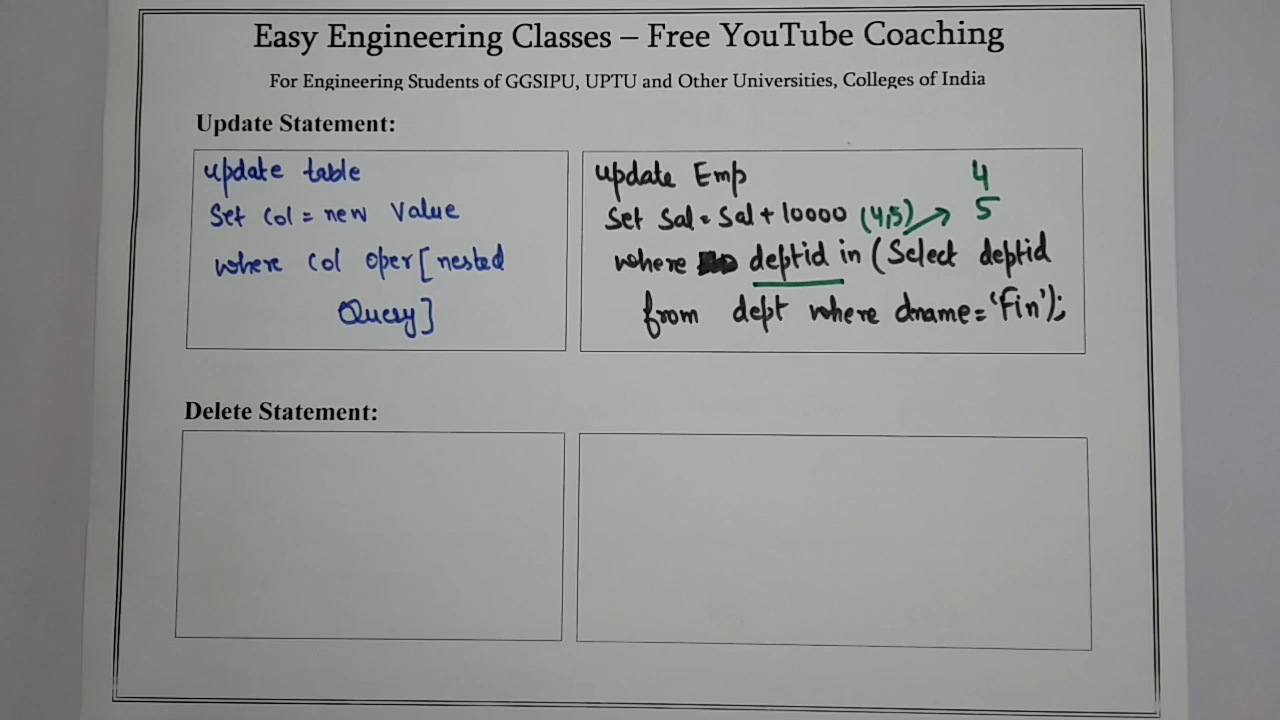 Easy Engineering Classes – Free YouTube Coaching
For Engineering Students of GGSIPU, UPTU and Other Universities, Colleges of India
Update Statement:
update table
Set Col = new Value
where Col oper [nested
Query]
update Emp
Set Sal = Sal + 10000 (4,5)
4
5
where deptid in (Select deptid
from dept where dname = 'Fin');
Delete Statement: